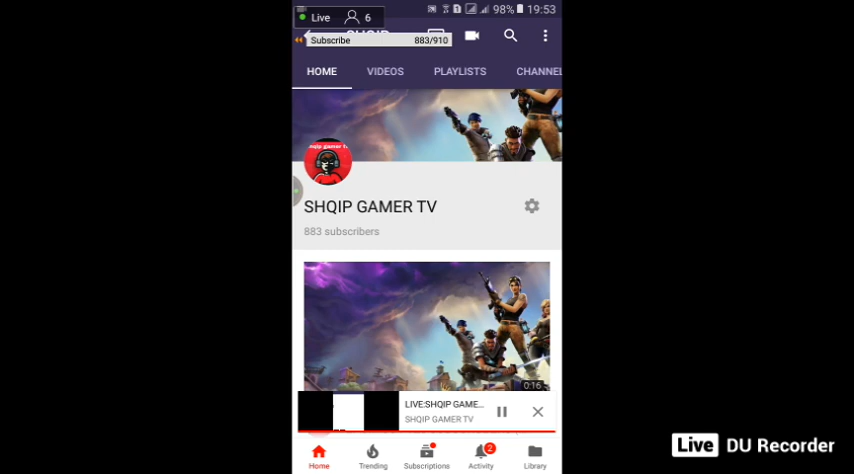 Live 6
98% 19:53
Subscribe 883/910
HOME VIDEOS PLAYLISTS CHANNEL
SHQIP GAMER TV
883 subscribers
0:16
LIVE:SHQIP GAME...
SHQIP GAMER TV
2
Home Trending Subscriptions Activity Library
Live DU Recorder